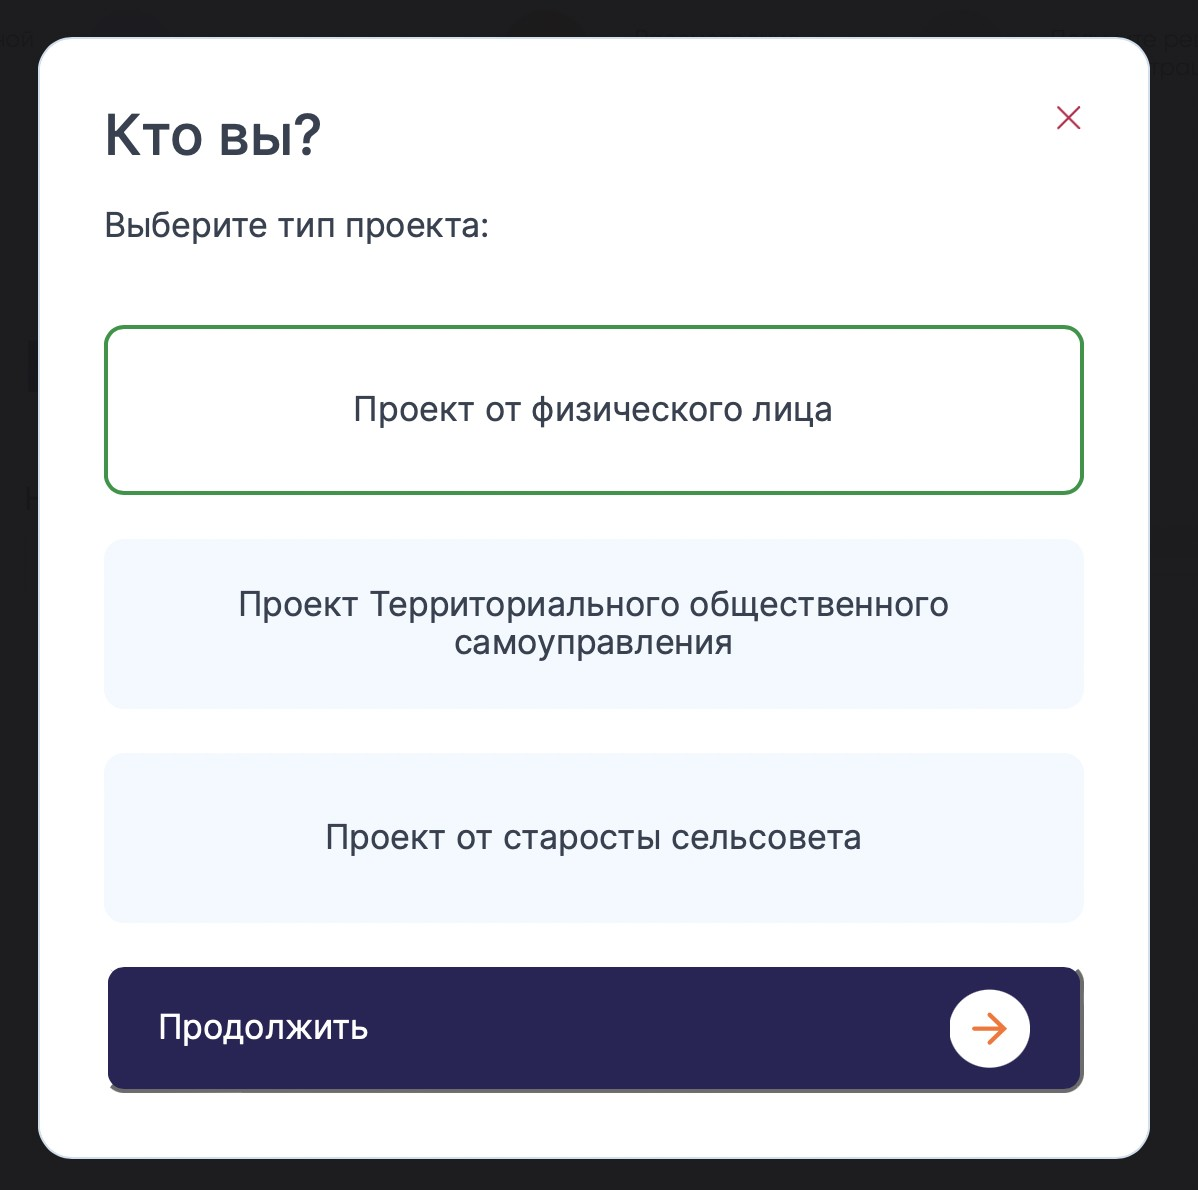 Кто вы?
Выберите тип проекта:
Проект от физического лица
Проект Территориального общественного
самоуправления
Проект от старосты сельсовета
Продолжить